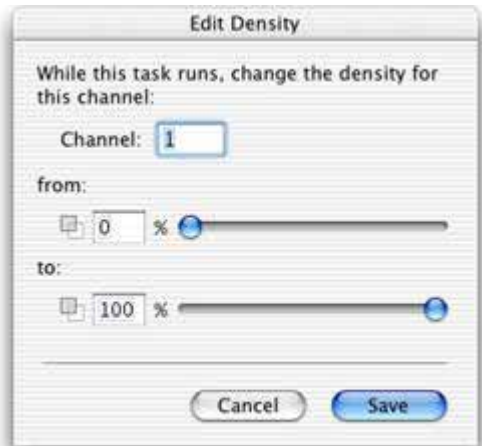 Edit Density
While this task runs, change the density for
this channel:
Channel: 1
from:
0 %
to:
100 %
Cancel Save